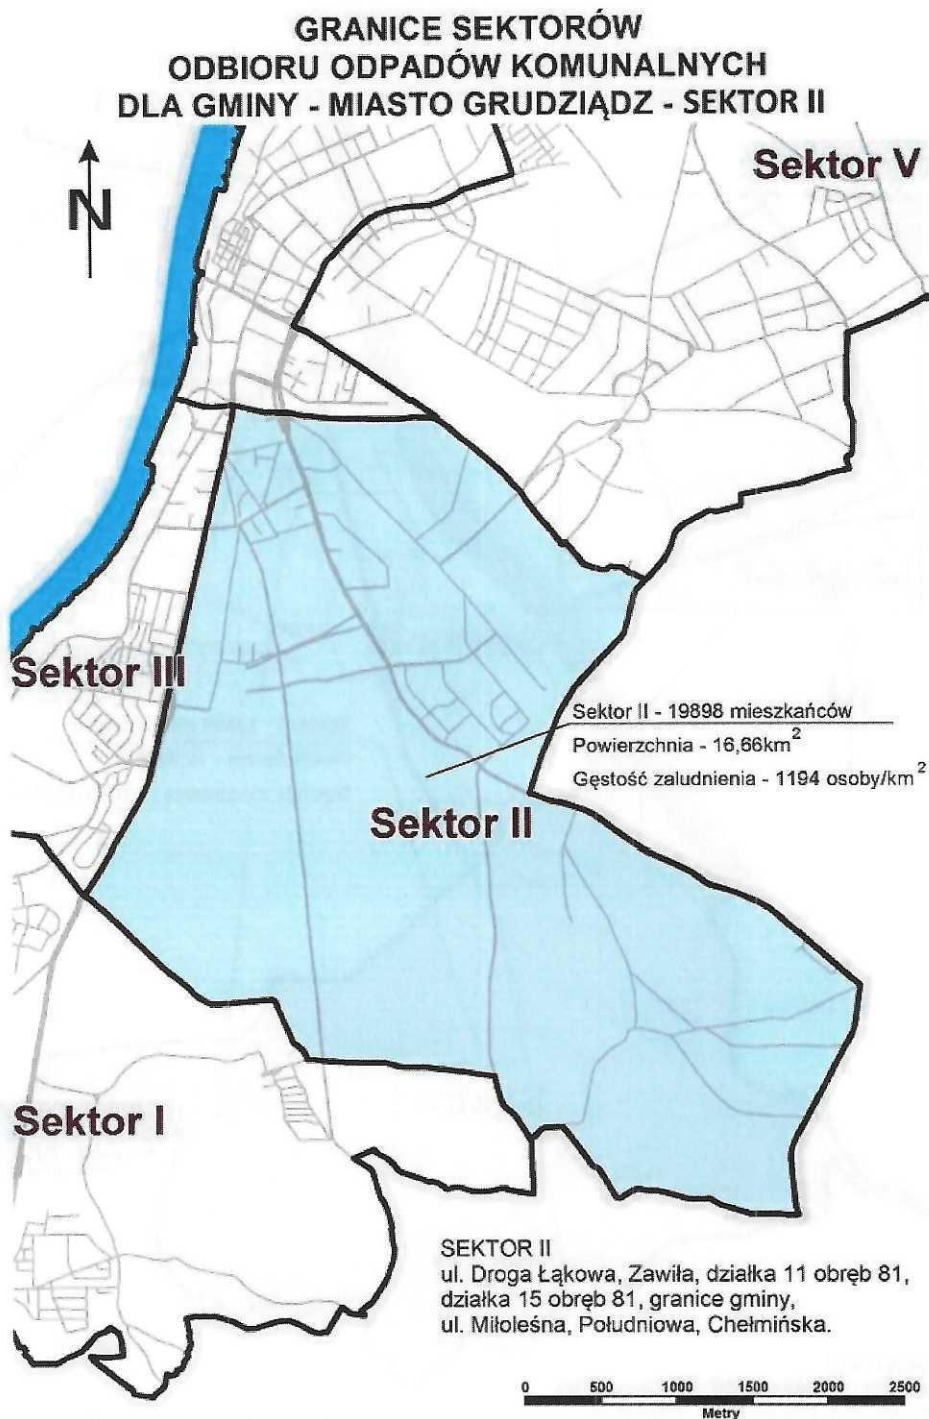 GRANICE SEKTORÓW
ODBIORU ODPADÓW KOMUNALNYCH
DLA GMINY - MIASTO GRUDZIĄDZ - SEKTOR II
N
Sektor V
Sektor III
Sektor II - 19898 mieszkańców
Powierzchnia - 16,66km²
Gęstość zaludnienia - 1194 osoby/km²
Sektor II
Sektor I
SEKTOR II
ul. Droga Łąkowa, Zawiła, działka 11 obręb 81,
działka 15 obręb 81, granice gminy,
ul. Miłoleśna, Południowa, Chełmińska.
0 500 1000 1500 2000 2500
Metry